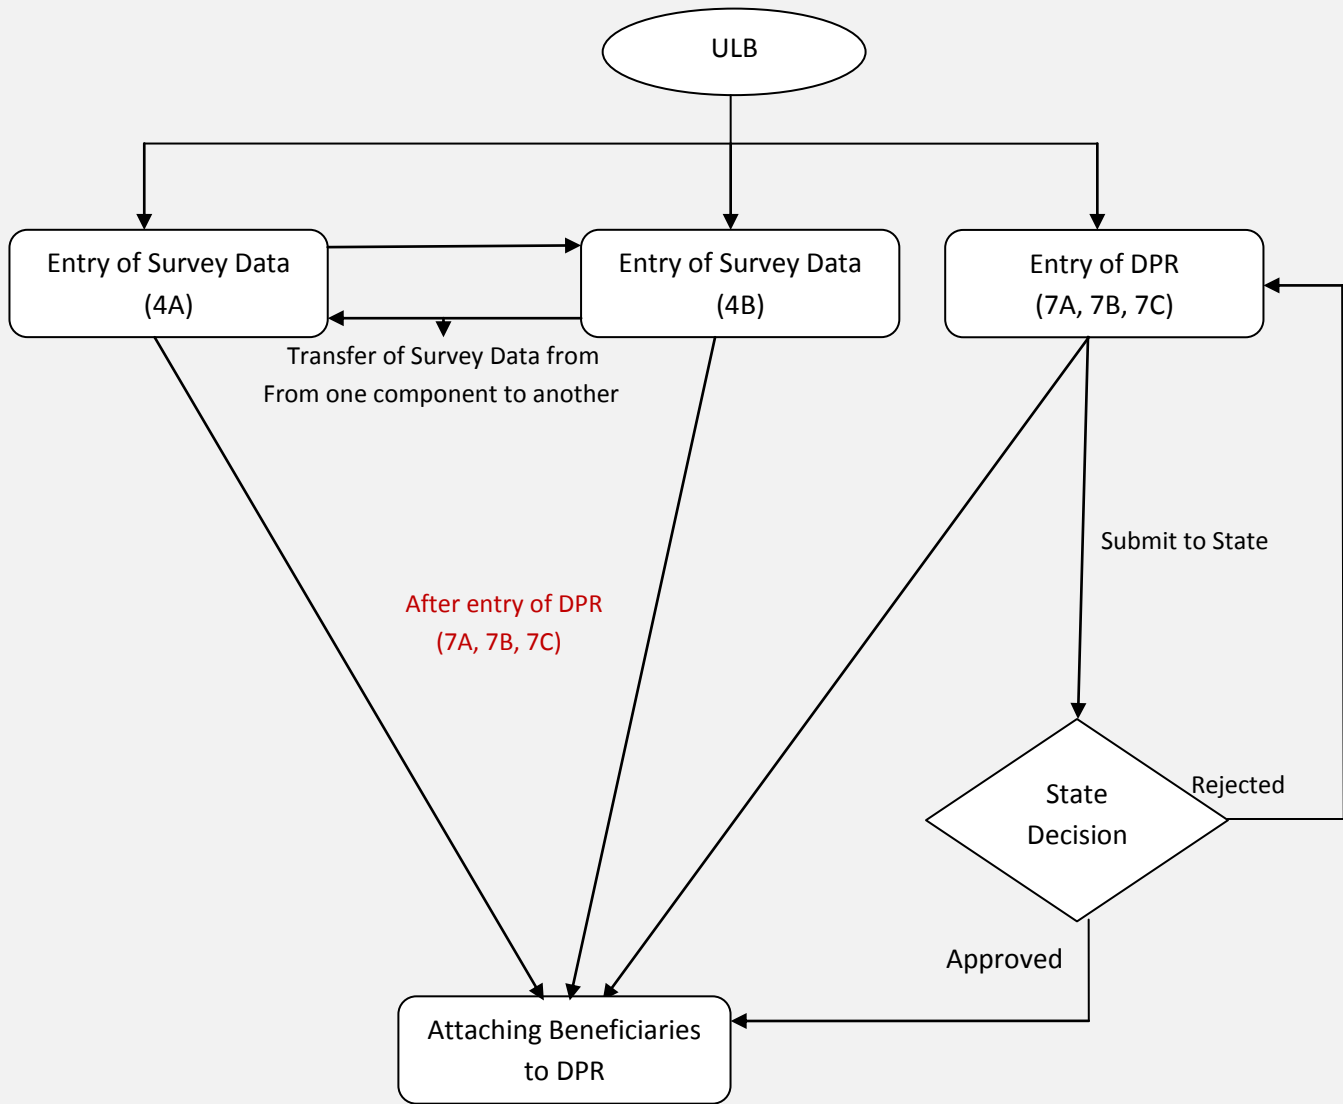 ULB
Entry of Survey Data
(4A)
Entry of Survey Data
(4B)
Entry of DPR
(7A, 7B, 7C)
Transfer of Survey Data from
From one component to another
Submit to State
After entry of DPR
(7A, 7B, 7C)
State
Decision
Rejected
Approved
Attaching Beneficiaries
to DPR